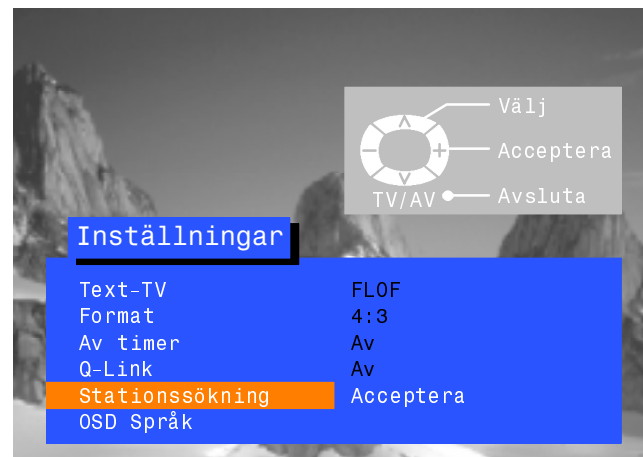 Välj
Acceptera
TV/AV Avsluta
Inställningar
Text-TV FLOF
Format 4:3
Av timer Av
Q-Link Av
Stationssökning Acceptera
OSD Språk